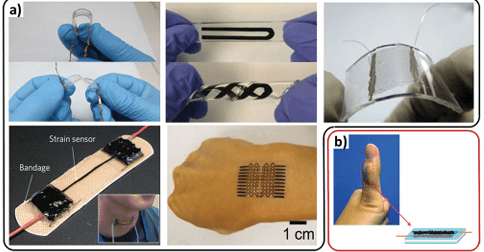 a)
Strain sensor
Bandage
1 cm
b)